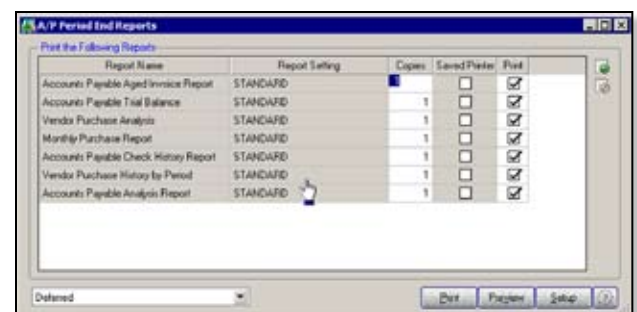 A/P Period End Reports
Print the Following Reports
Report Name Report Setting Copies Saved Printer Print
Accounts Payable Aged Invoice Report STANDARD 1
Accounts Payable Trial Balance STANDARD 1
Vendor Purchase Analysis STANDARD 1
Monthly Purchase Report STANDARD 1
Accounts Payable Check History Report STANDARD 1
Vendor Purchase History by Period STANDARD 1
Accounts Payable Analysis Report STANDARD 1
Deferred Print Preview Setup